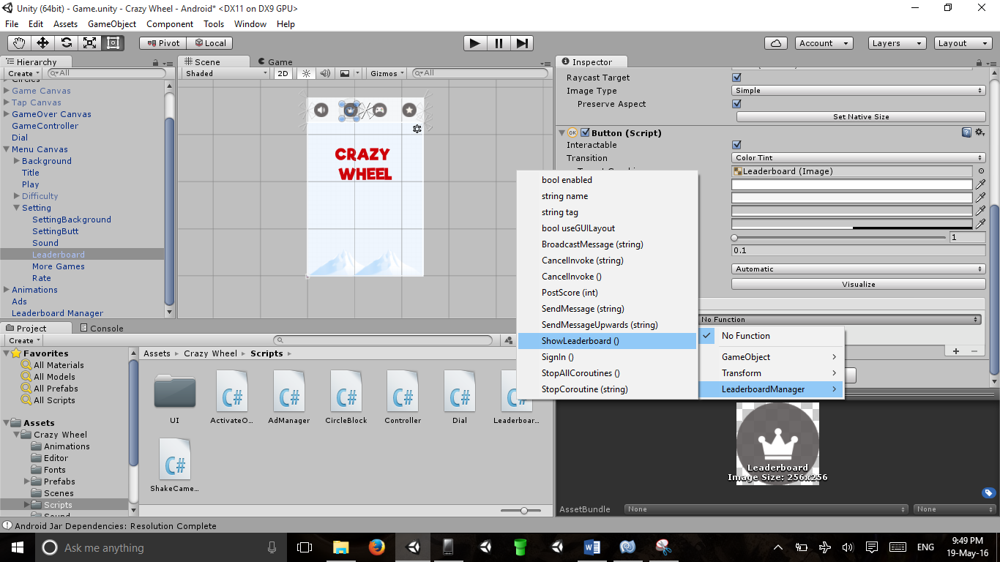 Unity (64bit) - Game.unity - Crazy Wheel - Android* <DX11 on DX9 GPU>
File Edit Assets GameObject Component Tools Window Help
Pivot Local Account Layers Layout
Hierarchy
Create All
Game Canvas
Tap Canvas
GameOver Canvas
GameController
Dial
Menu Canvas
Background
Title
Play
Difficulty
Setting
SettingBackground
SettingButt
Sound
Leaderboard
More Games
Rate
Animations
Ads
Leaderboard Manager
Scene Game
Shaded 2D Gizmos All
CRAZY
WHEEL
Inspector
Raycast Target
Image Type Simple
Preserve Aspect
Set Native Size
OK Button (Script)
Interactable
Transition Color Tint
Leaderboard (Image)
1
0.1
Automatic
Visualize
No Function
bool enabled
string name
string tag
bool useGUILayout
BroadcastMessage (string)
CancelInvoke (string)
CancelInvoke ()
PostScore (int)
SendMessage (string)
SendMessageUpwards (string)
ShowLeaderboard ()
SignIn ()
StopAllCoroutines ()
StopCoroutine (string)
No Function
GameObject
Transform
LeaderboardManager
Leaderboard
Image Size: 256x256
AssetBundle None None
Project Console
Create
Favorites
All Materials
All Models
All Prefabs
All Scripts
Assets
Crazy Wheel
Animations
Editor
Fonts
Prefabs
Scenes
Scripts
Sound
Assets Crazy Wheel Scripts
UI ActivateO... AdManager CircleBlock Controller Dial Leaderboar...
C# C# C# C# C#
ShakeCame...
C#
Android Jar Dependencies: Resolution Complete
Ask me anything
ENG
9:49 PM
19-May-16